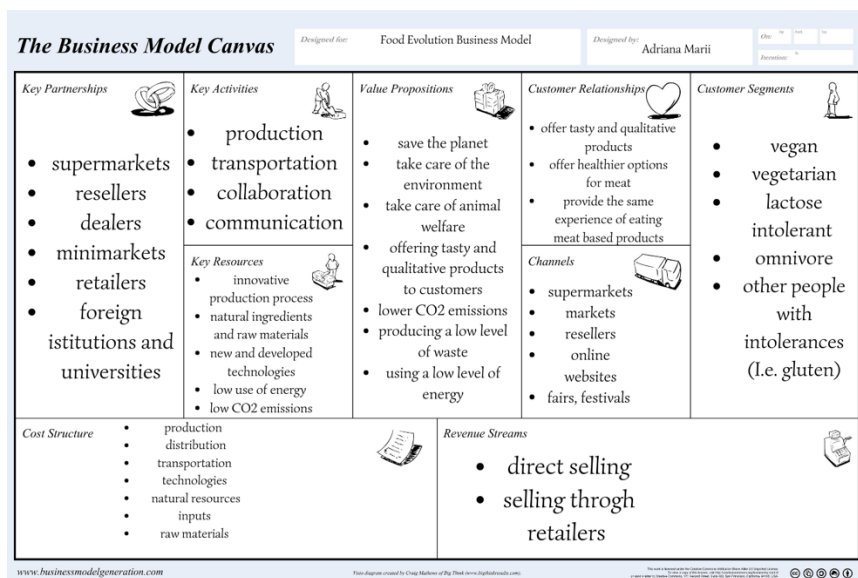 The Business Model Canvas
Designed for:
Food Evolution Business Model
Designed by:
Adriana Marii
On:
Iteration:
Key Partnerships
• supermarkets
• resellers
• dealers
• minimarkets
• retailers
• foreign
istitutions and
universities
Key Activities
• production
• transportation
• collaboration
• communication
Key Resources
• innovative
production process
• natural ingredients
and raw materials
• new and developed
technologies
• low use of energy
• low CO2 emissions
Value Propositions
• save the planet
• take care of the
environment
• take care of animal
welfare
• offering tasty and
qualitative products
to customers
• lower CO2 emissions
• producing a low level
of waste
• using a low level of
energy
Customer Relationships
• offer tasty and qualitative
products
• offer healthier options
for meat
• provide the same
experience of eating
meat based products
Channels
• supermarkets
• markets
• resellers
• online
websites
• fairs, festivals
Customer Segments
• vegan
• vegetarian
• lactose
intolerant
• omnivore
• other people
with
intolerances
(I.e. gluten)
Cost Structure
• production
• distribution
• transportation
• technologies
• natural resources
• inputs
• raw materials
Revenue Streams
• direct selling
• selling throgh
retailers
www.businessmodelgeneration.com